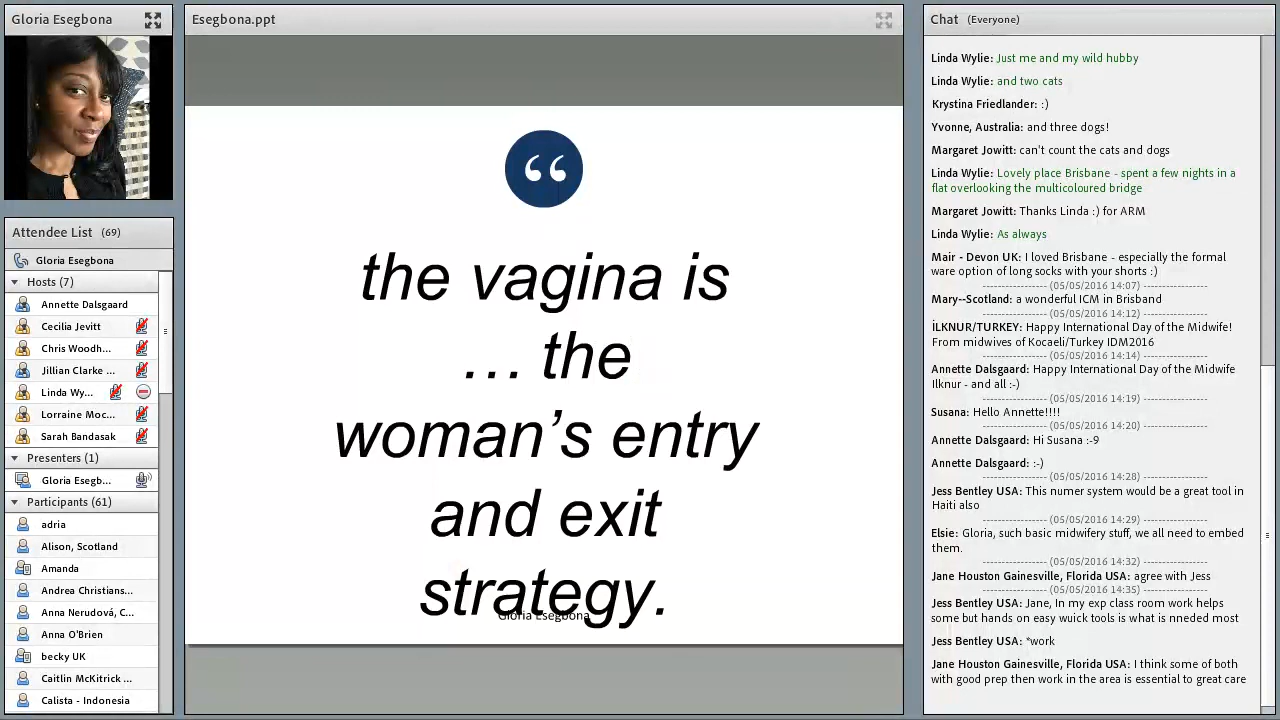 Gloria Esegbona
Attendee List (69)
Gloria Esegbona
Hosts (7)
Annette Dalsgaard
Cecilia Jevitt
Chris Woodh...
Jillian Clarke ...
Linda Wy...
Lorraine Moc...
Sarah Bandasak
Presenters (1)
Gloria Esegb...
Participants (61)
adria
Alison, Scotland
Amanda
Andrea Christians...
Anna Nerudová, C...
Anna O'Brien
becky UK
Caitlin McKitrick ...
Calista - Indonesia
Esegbona.ppt
“
the vagina is
… the
woman’s entry
and exit
strategy.
Gloria Esegbona
Chat (Everyone)
Linda Wylie: Just me and my wild hubby
Linda Wylie: and two cats
Krystina Friedlander: :)
Yvonne, Australia: and three dogs!
Margaret Jowitt: can't count the cats and dogs
Linda Wylie: Lovely place Brisbane - spent a few nights in a
flat overlooking the multicoloured bridge
Margaret Jowitt: Thanks Linda :) for ARM
Linda Wylie: As always
Mair - Devon UK: I loved Brisbane - especially the formal
ware option of long socks with your shorts :)
------------------ (05/05/2016 14:07) ------------------
Mary--Scotland: a wonderful ICM in Brisband
------------------ (05/05/2016 14:12) ------------------
İLKNUR/TURKEY: Happy International Day of the Midwife!
From midwives of Kocaeli/Turkey IDM2016
------------------ (05/05/2016 14:14) ------------------
Annette Dalsgaard: Happy International Day of the Midwife
Ilknur - and all :-)
------------------ (05/05/2016 14:19) ------------------
Susana: Hello Annette!!!!
------------------ (05/05/2016 14:20) ------------------
Annette Dalsgaard: Hi Susana :-9
Annette Dalsgaard: :-)
------------------ (05/05/2016 14:28) ------------------
Jess Bentley USA: This numer system would be a great tool in
Haiti also
------------------ (05/05/2016 14:29) ------------------
Elsie: Gloria, such basic midwifery stuff, we all need to embed
them.
------------------ (05/05/2016 14:32) ------------------
Jane Houston Gainesville, Florida USA: agree with Jess
------------------ (05/05/2016 14:35) ------------------
Jess Bentley USA: Jane, In my exp class room work helps
some but hands on easy wuick tools is what is nneded most
Jess Bentley USA: *work
Jane Houston Gainesville, Florida USA: I think some of both
with good prep then work in the area is essential to great care